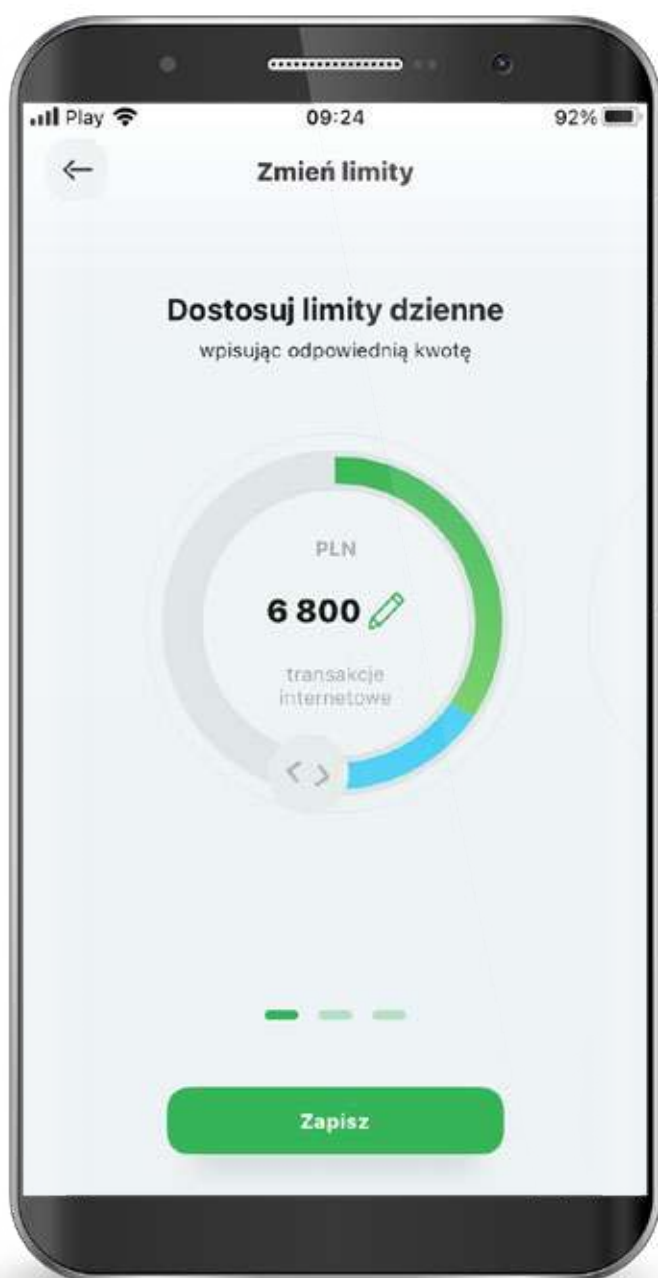 Play
09:24
92%
Zmień limity
Dostosuj limity dzienne
wpisując odpowiednią kwotę
PLN
6 800
transakcje
internetowe
Zapisz